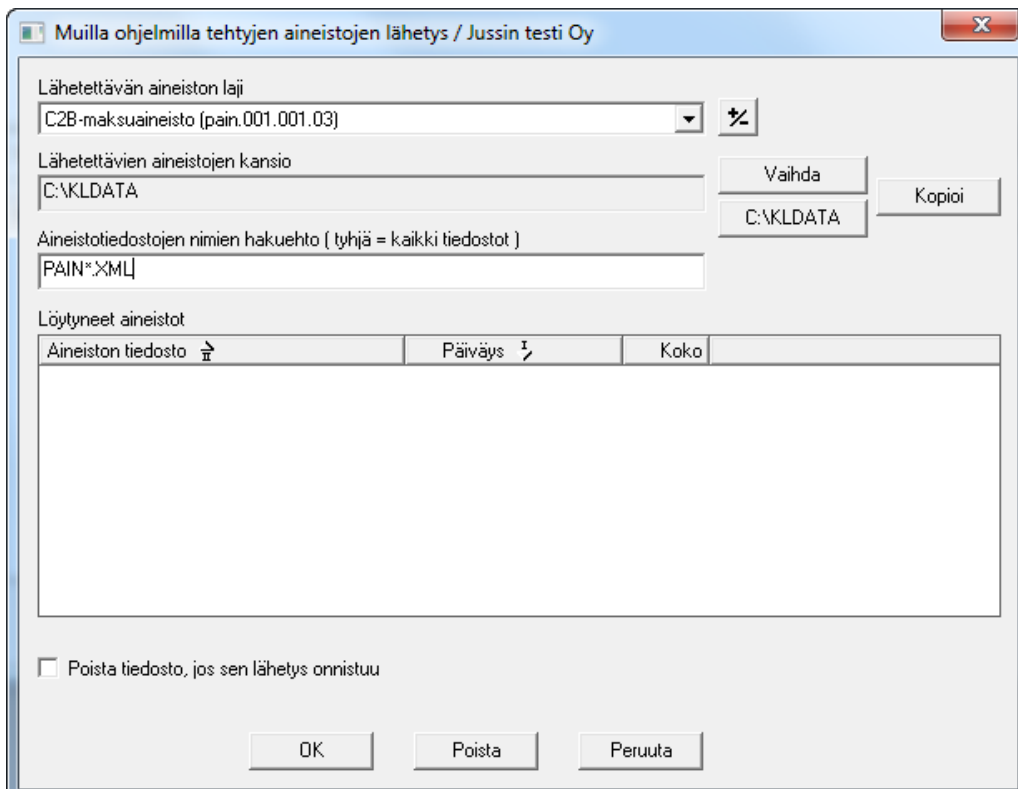 Muilla ohjelmilla tehtyjen aineistojen lähetys / Jussin testi Oy
Lähetettävän aineiston laji
C2B-maksuaineisto (pain.001.001.03)
Lähetettävien aineistojen kansio
C:\KLDATA
Vaihda
C:\KLDATA
Kopioi
Aineistotiedostojen nimien hakuehto ( tyhjä = kaikki tiedostot )
PAIN*.XML
Löytyneet aineistot
Aineiston tiedosto Päiväys Koko
Poista tiedosto, jos sen lähetys onnistuu
OK Poista Peruuta